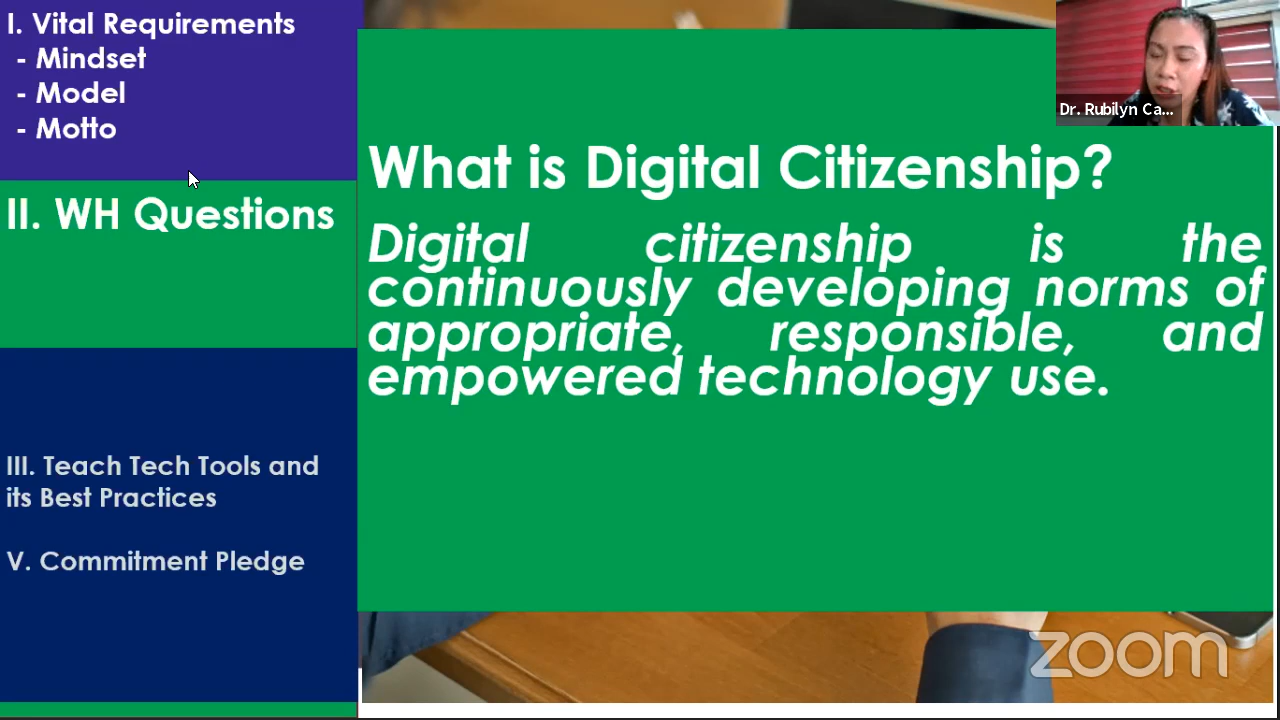 I. Vital Requirements
- Mindset
- Model
- Motto
II. WH Questions
III. Teach Tech Tools and
its Best Practices
V. Commitment Pledge
What is Digital Citizenship?
Digital citizenship is the
continuously developing norms of
appropriate, responsible, and
empowered technology use.
Dr. Rubilyn Ca...
zoom